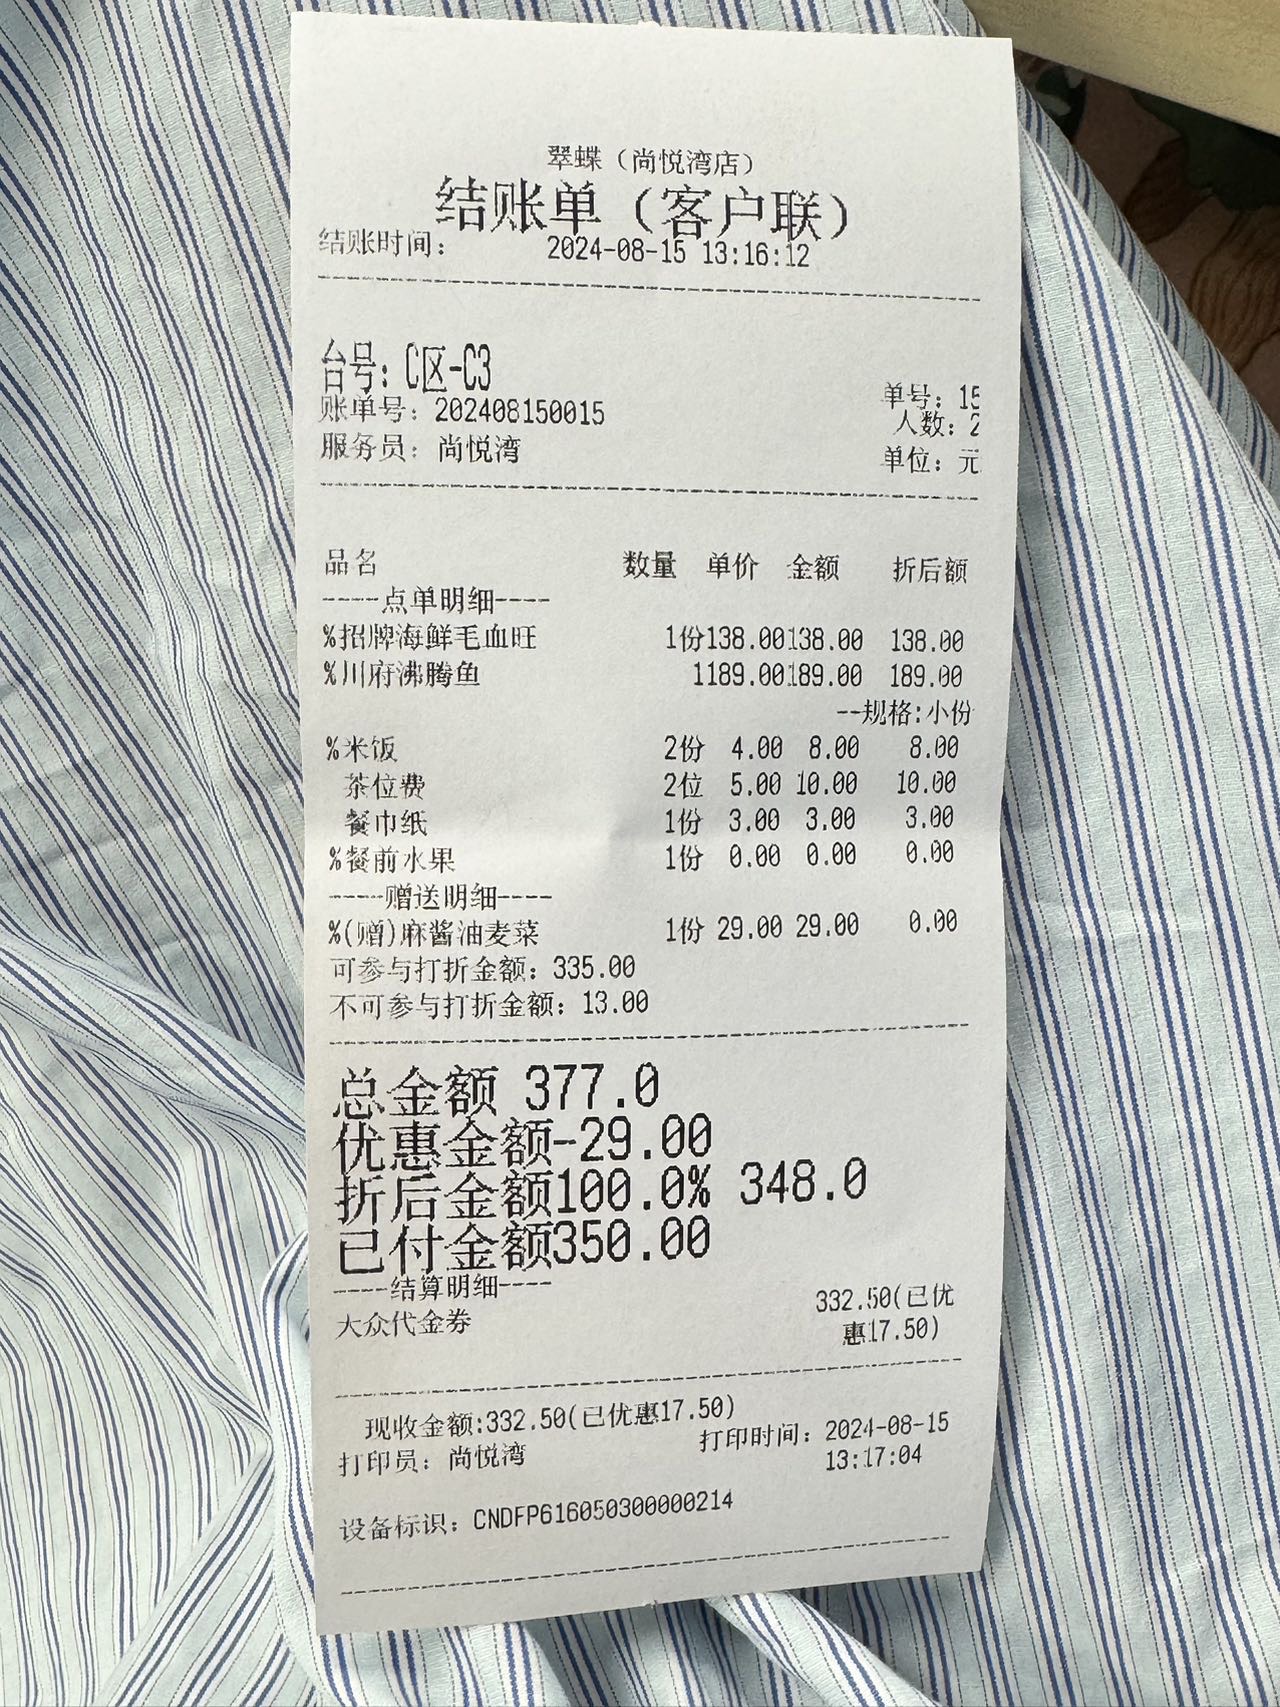 翠蝶（尚悦湾店）
结账单（客户联）
结账时间： 2024-08-15 13:16:12
台号: C区-C3
单号: 15
账单号: 202408150015
人数: 2
服务员: 尚悦湾
单位: 元
品名 数量 单价 金额 折后额
----点单明细----
%招牌海鲜毛血旺 1份138.00138.00 138.00
%川府沸腾鱼 1189.00189.00 189.00
--规格:小份
%米饭 2份 4.00 8.00 8.00
茶位费 2位 5.00 10.00 10.00
餐巾纸 1份 3.00 3.00 3.00
%餐前水果 1份 0.00 0.00 0.00
----赠送明细----
%(赠)麻酱油麦菜 1份 29.00 29.00 0.00
可参与打折金额: 335.00
不可参与打折金额: 13.00
总金额 377.0
优惠金额-29.00
折后金额100.0% 348.0
已付金额350.00
----结算明细----
大众代金券 332.50(已优
惠17.50)
现收金额:332.50(已优惠17.50)
打印员: 尚悦湾 打印时间: 2024-08-15
13:17:04
设备标识: CNDFP616050300000214